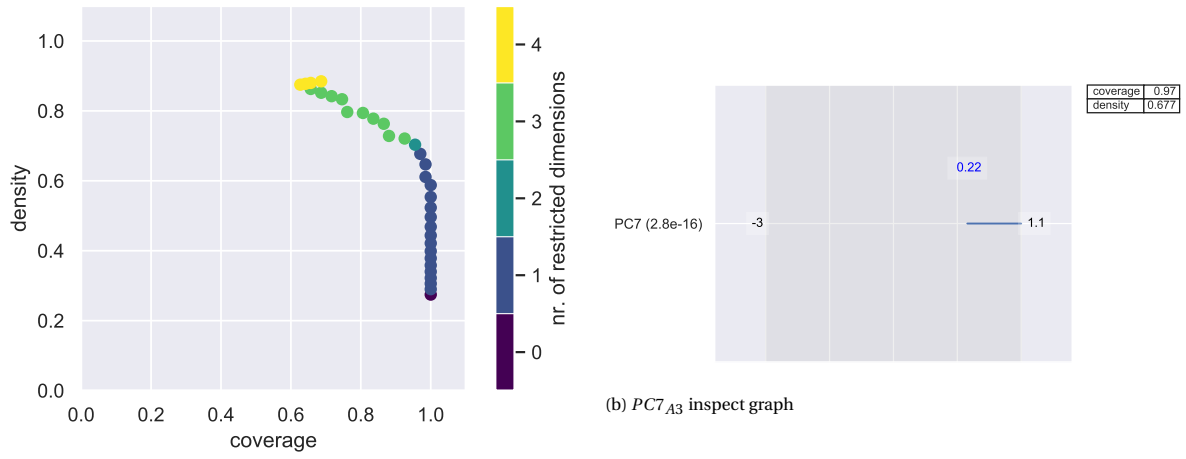 1.0
0.8
0.6
0.4
0.2
0.0
density
0.0 0.2 0.4 0.6 0.8 1.0
coverage
4
3
2
1
0
nr. of restricted dimensions
coverage 0.97
density 0.677
0.22
PC7 (2.8e-16) -3 1.1
(b) PC7A3 inspect graph